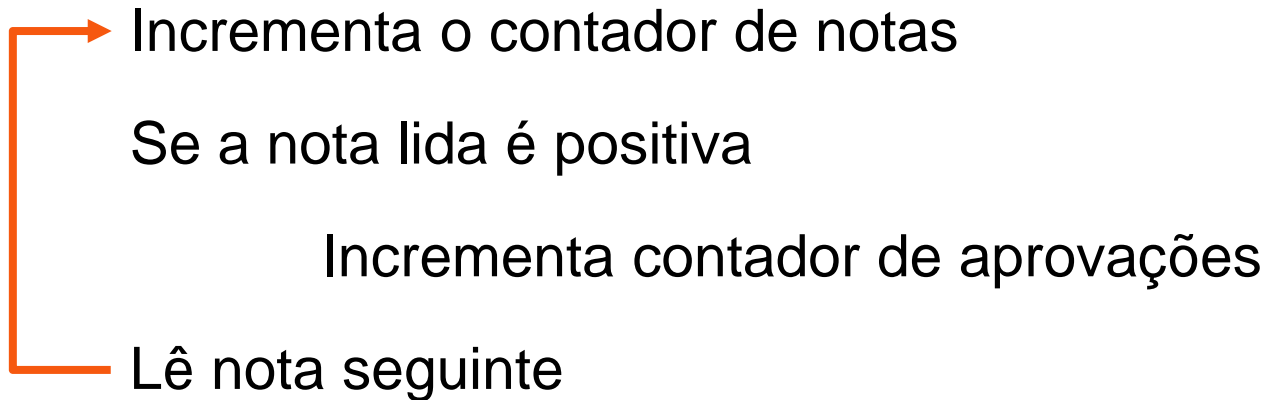 Incrementa o contador de notas
Se a nota lida é positiva
Incrementa contador de aprovações
Lê nota seguinte